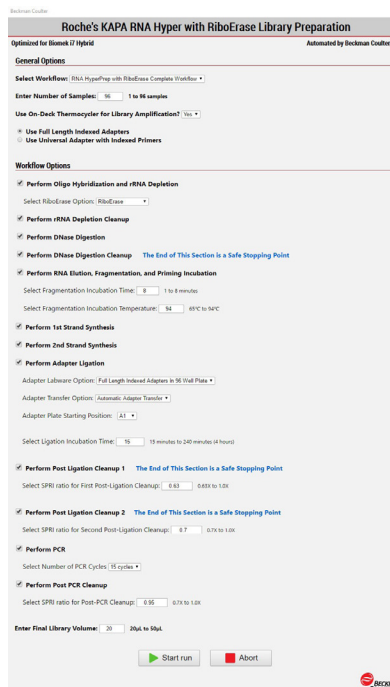 Beckman Coulter
Roche's KAPA RNA Hyper with RiboErase Library Preparation
Optimized for Biomek i7 Hybrid Automated by Beckman Coulter
General Options
Select Workflow: RNA HyperPrep with RiboErase Complete Workflow
Enter Number of Samples: 96 1 to 96 samples
Use On-Deck Thermocycler for Library Amplification? Yes
Use Full Length Indexed Adapters
Use Universal Adapter with Indexed Primers
Workflow Options
Perform Oligo Hybridization and rRNA Depletion
Select RiboErase Option: RiboErase
Perform rRNA Depletion Cleanup
Perform DNase Digestion
Perform DNase Digestion Cleanup The End of This Section is a Safe Stopping Point
Perform RNA Elution, Fragmentation, and Priming Incubation
Select Fragmentation Incubation Time: 8 1 to 8 minutes
Select Fragmentation Incubation Temperature: 94 65°C to 94°C
Perform 1st Strand Synthesis
Perform 2nd Strand Synthesis
Perform Adapter Ligation
Adapter Labware Option: Full Length Indexed Adapters In 96 Well Plate
Adapter Transfer Option: Automatic Adapter Transfer
Adapter Plate Starting Position: A1
Select Ligation Incubation Time: 15 minutes to 240 minutes (4 hours)
Perform Post Ligation Cleanup 1 The End of This Section is a Safe Stopping Point
Select SPRI ratio for First Post-Ligation Cleanup: 0.63 0.63X to 1.0X
Perform Post Ligation Cleanup 2 The End of This Section is a Safe Stopping Point
Select SPRI ratio for Second Post-Ligation Cleanup: 0.7 0.7X to 1.0X
Perform PCR
Select Number of PCR Cycles 15 cycles
Perform Post PCR Cleanup
Select SPRI ratio for Post-PCR Cleanup: 0.95 0.7X to 1.0X
Enter Final Library Volume: 20 20µL to 50µL
Start run Abort